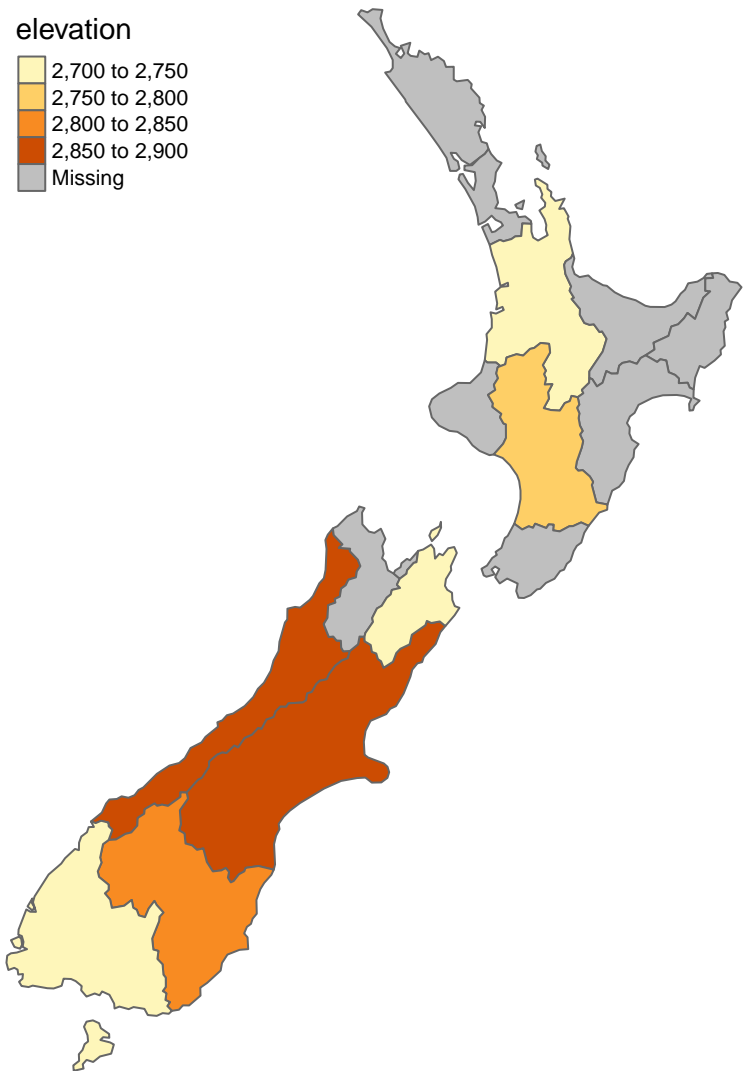 elevation
2,700 to 2,750
2,750 to 2,800
2,800 to 2,850
2,850 to 2,900
Missing